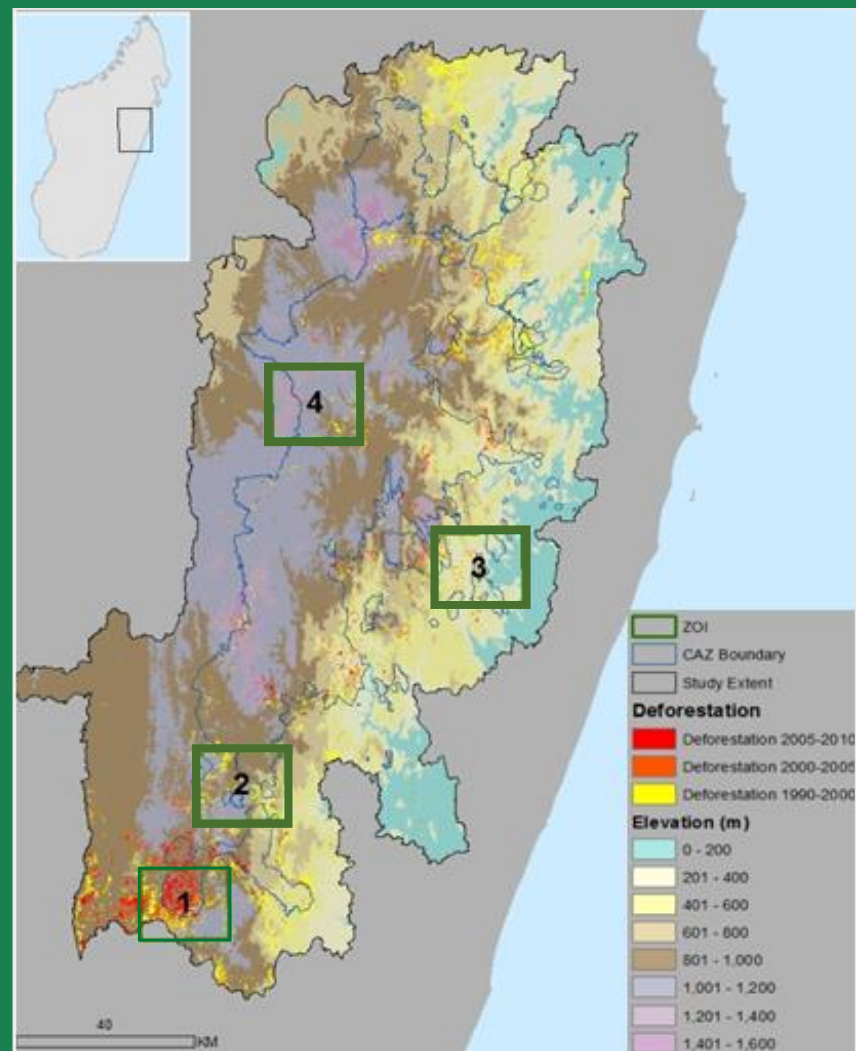 4
3
2
1
40
KM
ZOI
CAZ Boundary
Study Extent
Deforestation
Deforestation 2005-2010
Deforestation 2000-2005
Deforestation 1990-2000
Elevation (m)
0 - 200
201 - 400
401 - 600
601 - 800
801 - 1,000
1,001 - 1,200
1,201 - 1,400
1,401 - 1,600